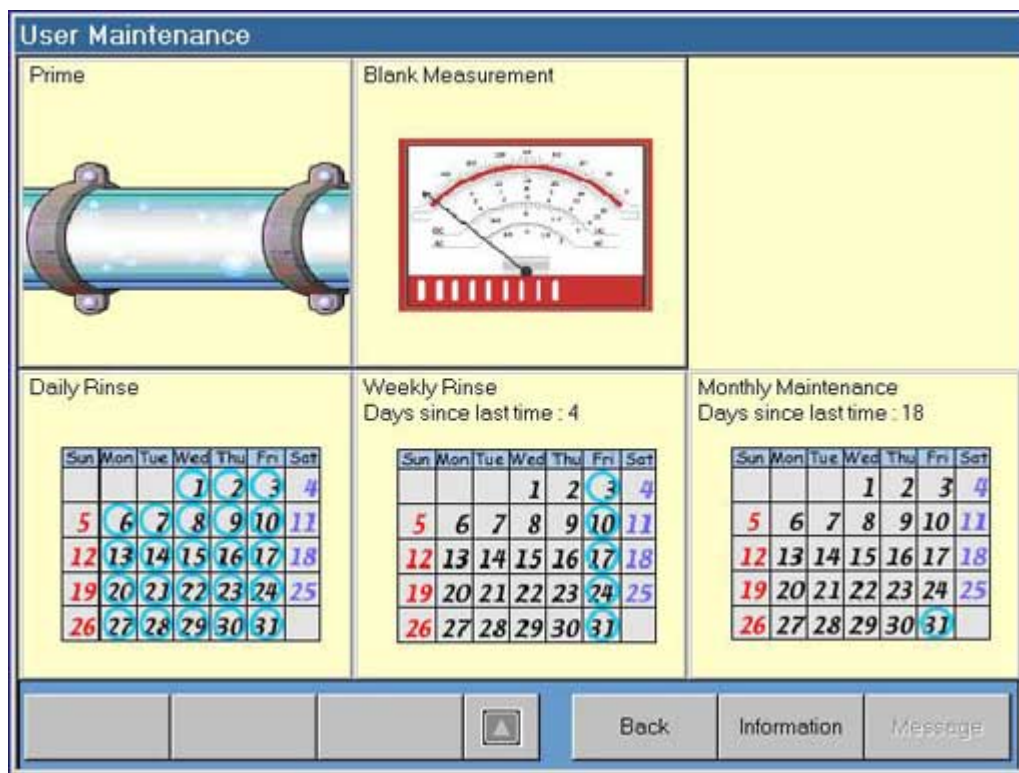 User Maintenance
Prime
Blank Measurement
Daily Rinse
Weekly Rinse
Days since last time : 4
Monthly Maintenance
Days since last time : 18
Sun Mon Tue Wed Thu Fri Sat
1 2 3 4
5 6 7 8 9 10 11
12 13 14 15 16 17 18
19 20 21 22 23 24 25
26 27 28 29 30 31
Sun Mon Tue Wed Thu Fri Sat
1 2 3 4
5 6 7 8 9 10 11
12 13 14 15 16 17 18
19 20 21 22 23 24 25
26 27 28 29 30 31
Sun Mon Tue Wed Thu Fri Sat
1 2 3 4
5 6 7 8 9 10 11
12 13 14 15 16 17 18
19 20 21 22 23 24 25
26 27 28 29 30 31
Back
Information
Message